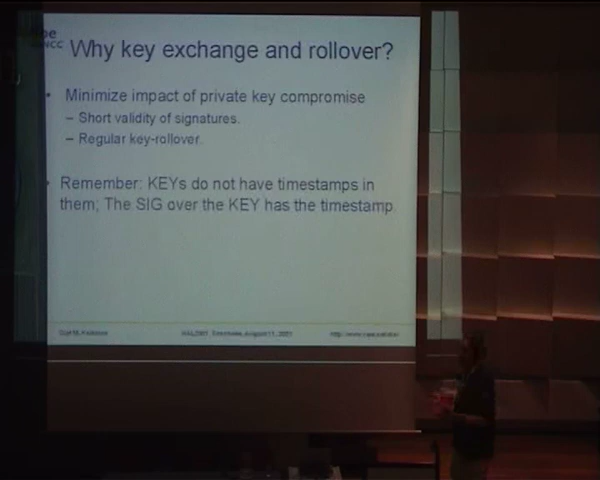 NCC
Why key exchange and rollover?
• Minimize impact of private key compromise
– Short validity of signatures.
– Regular key-rollover.
• Remember: KEYs do not have timestamps in
them; The SIG over the KEY has the timestamp.